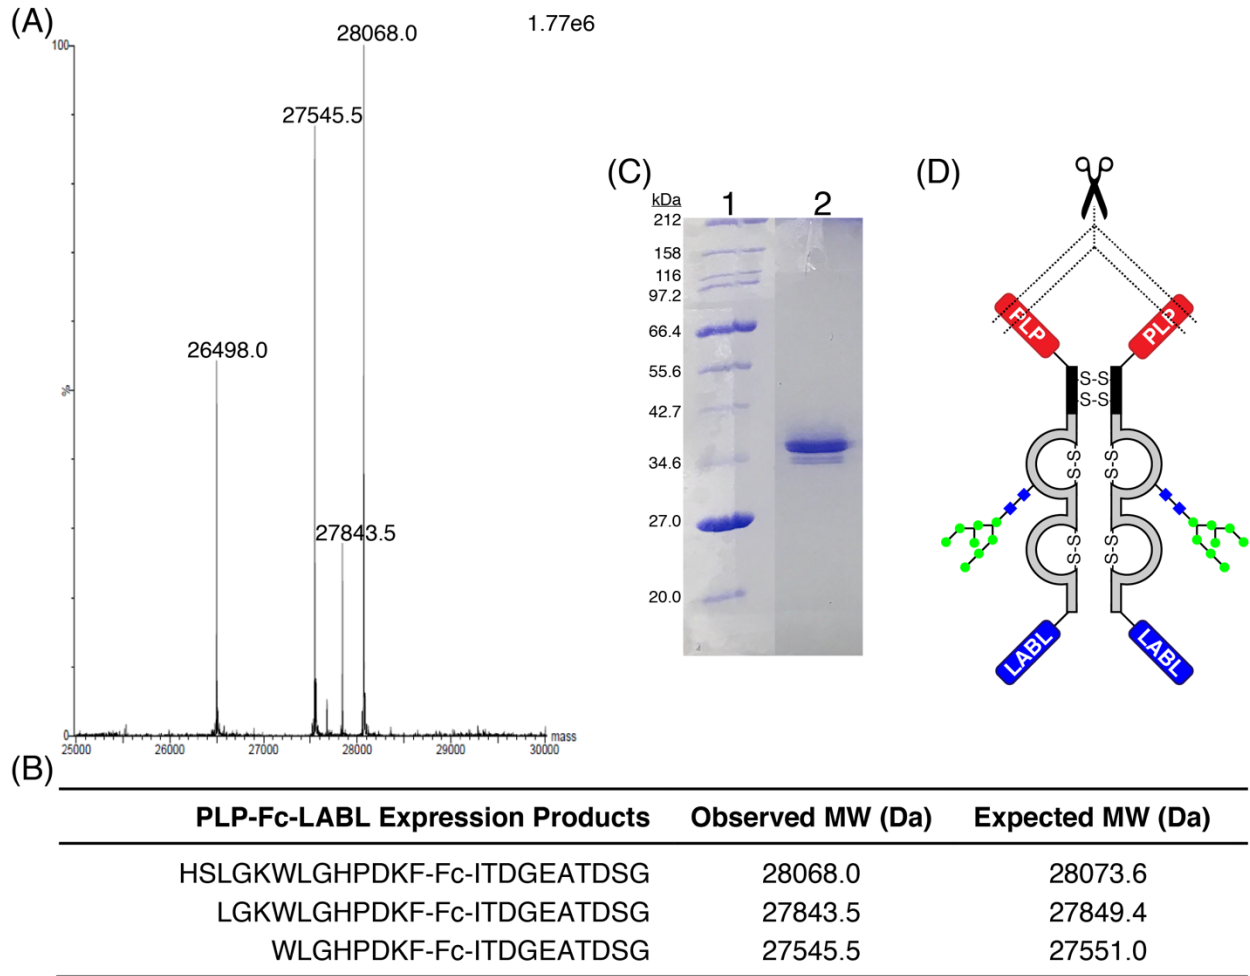 (A)
1.77e6
100
28068.0
27545.5
26498.0
27843.5
%
0
25000 26000 27000 28000 29000 30000 mass
(C)
kDa
1 2
212
158
116
97.2
66.4
55.6
42.7
34.6
27.0
20.0
(D)
PLP PLP
S-S
S-S
S-S S-S
S-S S-S
LABL LABL
(B)
PLP-Fc-LABL Expression Products Observed MW (Da) Expected MW (Da)
HSLGKWLGHPDKF-Fc-ITDGEATDSG 28068.0 28073.6
LGKWLGHPDKF-Fc-ITDGEATDSG 27843.5 27849.4
WLGHPDKF-Fc-ITDGEATDSG 27545.5 27551.0